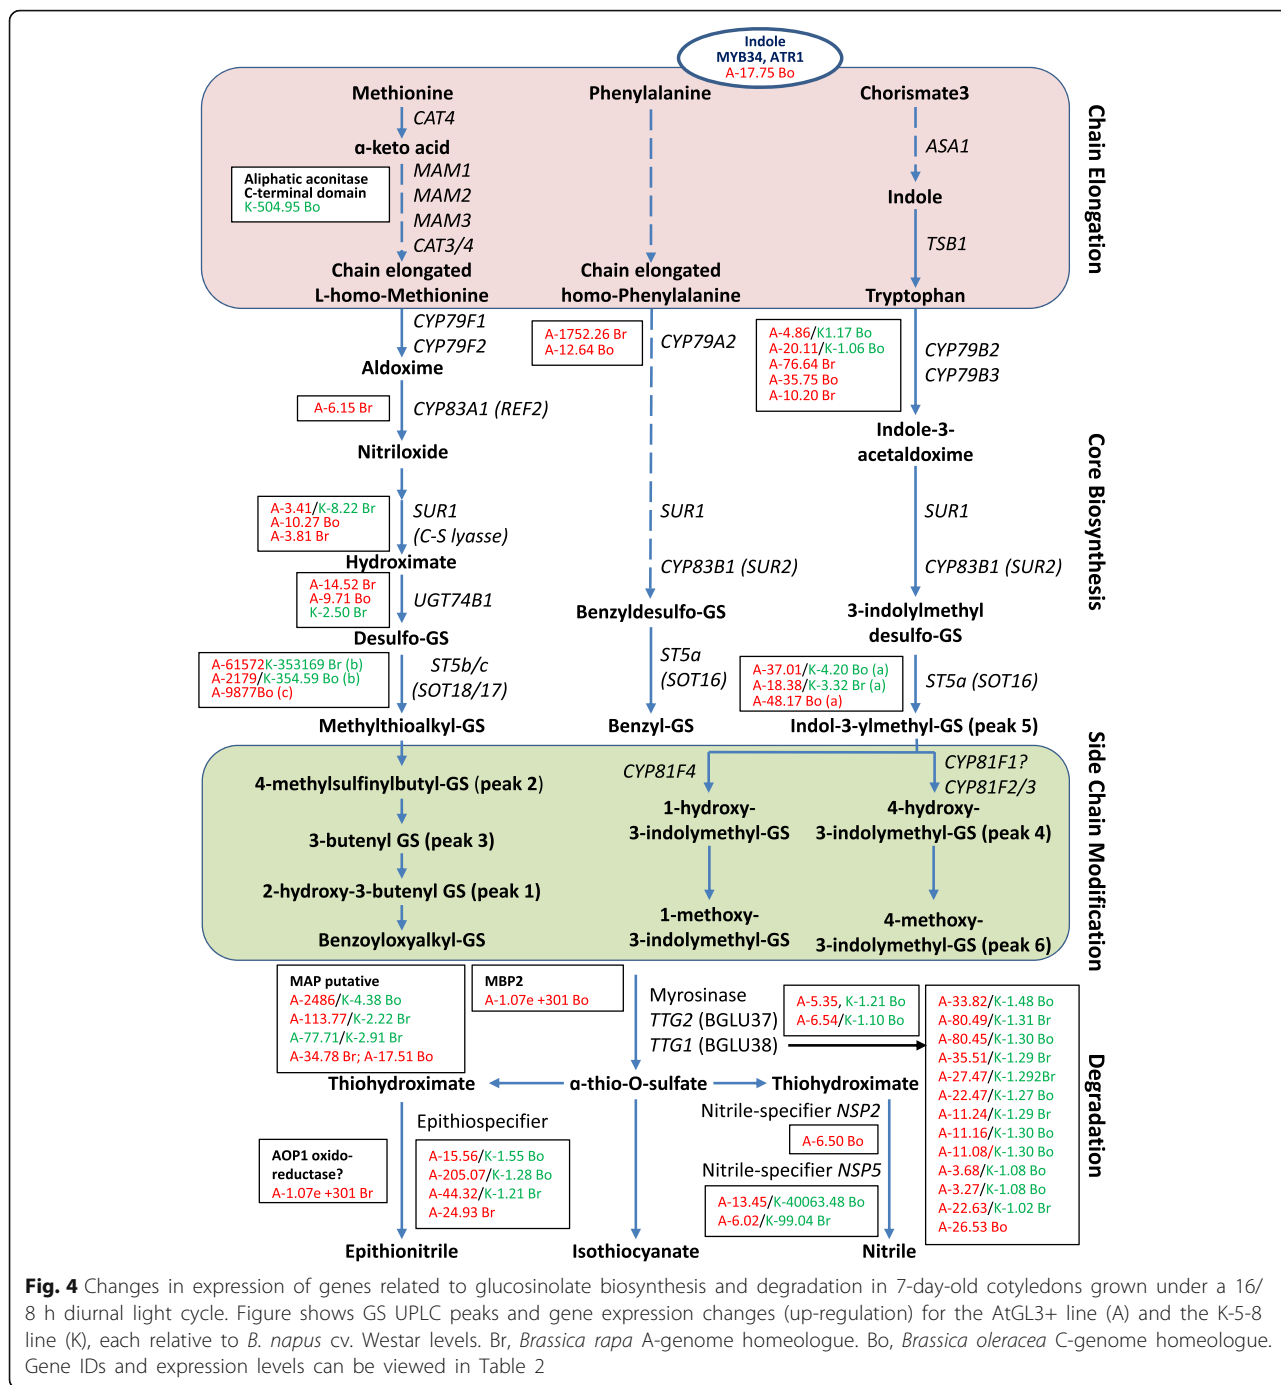 Indole
MYB34, ATR1
A-17.75 Bo
Methionine
Phenylalanine
Chorismate3
CAT4
ASA1
α-keto acid
Aliphatic aconitase
C-terminal domain
K-504.95 Bo
MAM1
MAM2
MAM3
CAT3/4
Indole
TSB1
Chain elongated
L-homo-Methionine
Chain elongated
homo-Phenylalanine
Tryptophan
Chain Elongation
CYP79F1
CYP79F2
A-1752.26 Br
A-12.64 Bo
CYP79A2
A-4.86/K1.17 Bo
A-20.11/K-1.06 Bo
A-76.64 Br
A-35.75 Bo
A-10.20 Br
CYP79B2
CYP79B3
Aldoxime
A-6.15 Br
CYP83A1 (REF2)
Nitriloxide
Indole-3-
acetaldoxime
A-3.41/K-8.22 Br
A-10.27 Bo
A-3.81 Br
SUR1
(C-S lyasse)
SUR1
SUR1
Hydroximate
CYP83B1 (SUR2)
CYP83B1 (SUR2)
A-14.52 Br
A-9.71 Bo
K-2.50 Br
UGT74B1
Desulfo-GS
Benzyldesulfo-GS
3-indolylmethyl
desulfo-GS
A-61572K-353169 Br (b)
A-2179/K-354.59 Bo (b)
A-9877Bo (c)
ST5b/c
(SOT18/17)
ST5a
(SOT16)
A-37.01/K-4.20 Bo (a)
A-18.38/K-3.32 Br (a)
A-48.17 Bo (a)
ST5a (SOT16)
Methylthioalkyl-GS
Benzyl-GS
Indol-3-ylmethyl-GS (peak 5)
Core Biosynthesis
4-methylsulfinylbutyl-GS (peak 2)
CYP81F4
CYP81F1?
CYP81F2/3
3-butenyl GS (peak 3)
1-hydroxy-
3-indolymethyl-GS
4-hydroxy-
3-indolymethyl-GS (peak 4)
2-hydroxy-3-butenyl GS (peak 1)
Benzoyloxyalkyl-GS
1-methoxy-
3-indolymethyl-GS
4-methoxy-
3-indolymethyl-GS (peak 6)
Side Chain Modification
MAP putative
A-2486/K-4.38 Bo
A-113.77/K-2.22 Br
A-77.71/K-2.91 Br
A-34.78 Br; A-17.51 Bo
MBP2
A-1.07e +301 Bo
Myrosinase
TTG2 (BGLU37)
TTG1 (BGLU38)
A-5.35, K-1.21 Bo
A-6.54/K-1.10 Bo
A-33.82/K-1.48 Bo
A-80.49/K-1.31 Br
A-80.45/K-1.30 Bo
A-35.51/K-1.29 Br
A-27.47/K-1.292Br
A-22.47/K-1.27 Bo
A-11.24/K-1.29 Br
A-11.16/K-1.30 Bo
A-11.08/K-1.30 Bo
A-3.68/K-1.08 Bo
A-3.27/K-1.08 Bo
A-22.63/K-1.02 Br
A-26.53 Bo
Thiohydroximate
α-thio-O-sulfate
Thiohydroximate
Epithiospecifier
Nitrile-specifier NSP2
A-6.50 Bo
AOP1 oxido-
reductase?
A-1.07e +301 Br
A-15.56/K-1.55 Bo
A-205.07/K-1.28 Bo
A-44.32/K-1.21 Br
A-24.93 Br
Nitrile-specifier NSP5
A-13.45/K-40063.48 Bo
A-6.02/K-99.04 Br
Epithionitrile
Isothiocyanate
Nitrile
Degradation
Fig. 4 Changes in expression of genes related to glucosinolate biosynthesis and degradation in 7-day-old cotyledons grown under a 16/
8 h diurnal light cycle. Figure shows GS UPLC peaks and gene expression changes (up-regulation) for the AtGL3+ line (A) and the K-5-8
line (K), each relative to B. napus cv. Westar levels. Br, Brassica rapa A-genome homeologue. Bo, Brassica oleracea C-genome homeologue.
Gene IDs and expression levels can be viewed in Table 2